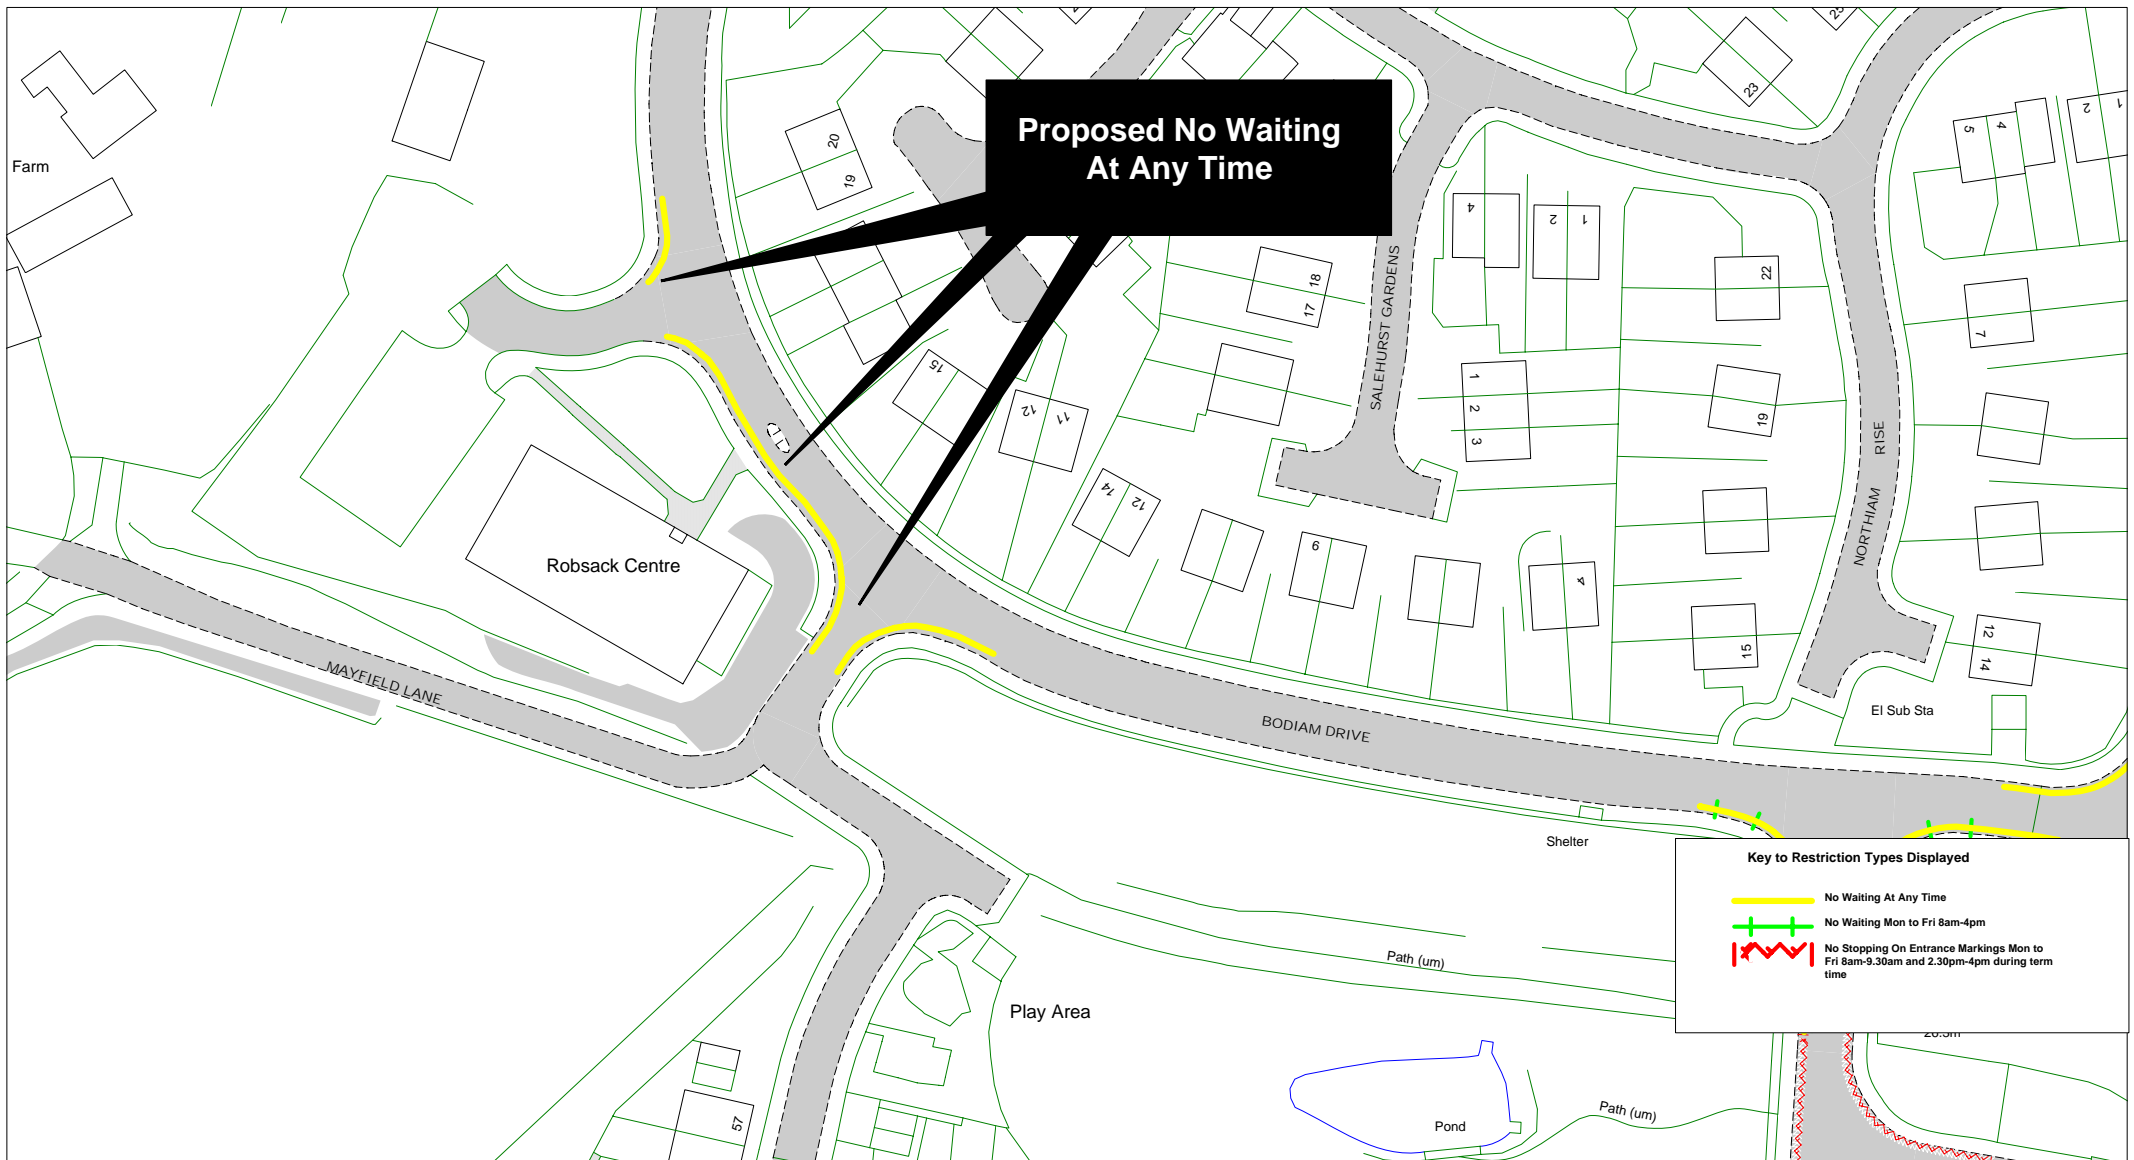 25
23
5
4
2
1
Proposed No Waiting
At Any Time
Farm
20
19
4
2
1
18
17
22
7
SALEHURST GARDENS
15
12
11
1
2
3
19
NORTHIAM RISE
14
12
9
4
Robsack Centre
15
12
14
MAYFIELD LANE
BODIAM DRIVE
El Sub Sta
Shelter
Key to Restriction Types Displayed
No Waiting At Any Time
No Waiting Mon to Fri 8am-4pm
No Stopping On Entrance Markings Mon to
Fri 8am-9.30am and 2.30pm-4pm during term
time
Path (um)
Play Area
Path (um)
Pond
57